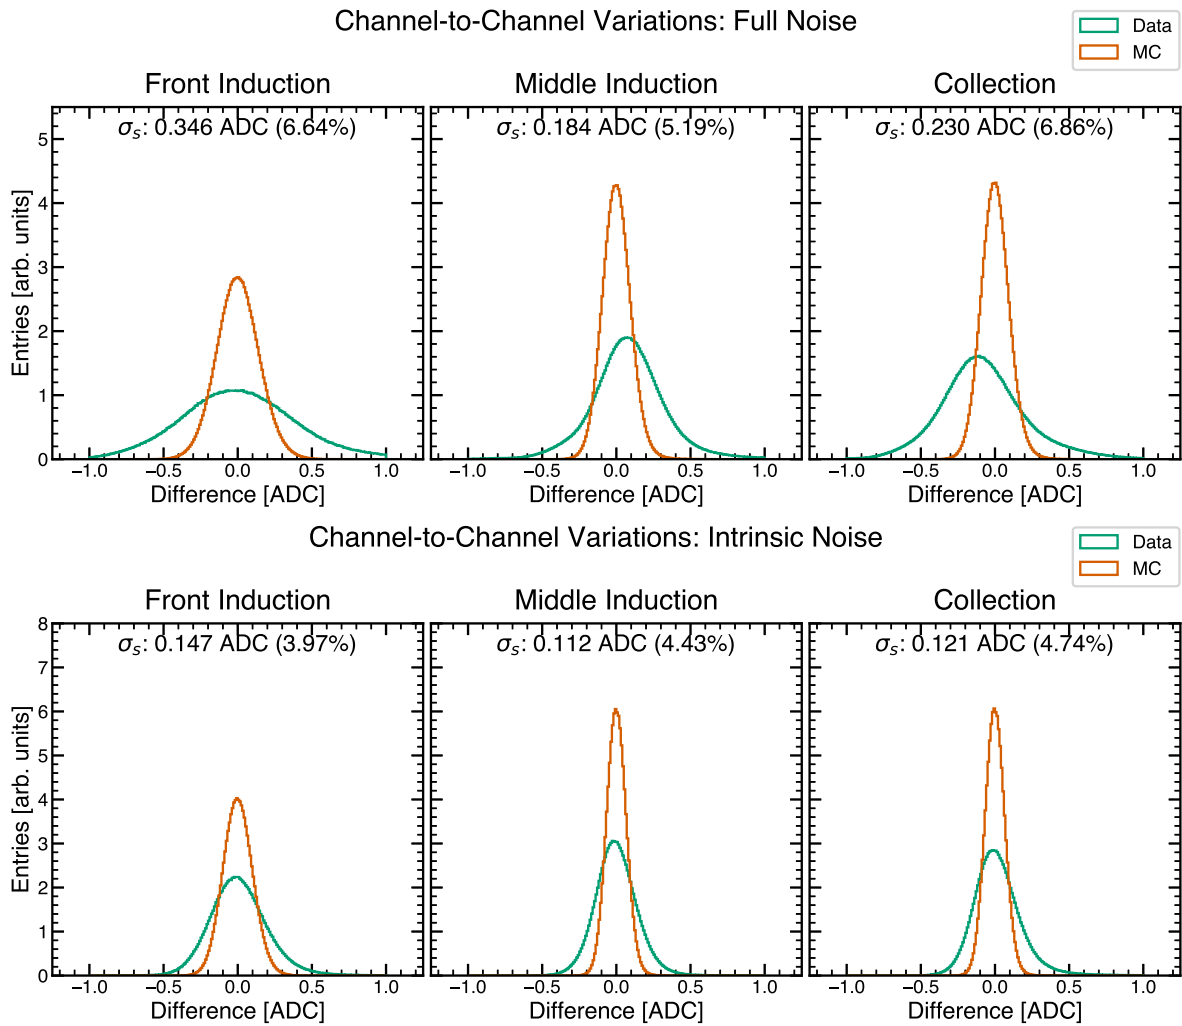 Channel-to-Channel Variations: Full Noise
Data
MC
Front Induction
Middle Induction
Collection
σs: 0.346 ADC (6.64%)
σs: 0.184 ADC (5.19%)
σs: 0.230 ADC (6.86%)
Entries [arb. units]
5
4
3
2
1
0
−1.0 −0.5 0.0 0.5 1.0
−1.0 −0.5 0.0 0.5 1.0
−1.0 −0.5 0.0 0.5 1.0
Difference [ADC]
Difference [ADC]
Difference [ADC]
Channel-to-Channel Variations: Intrinsic Noise
Data
MC
Front Induction
Middle Induction
Collection
σs: 0.147 ADC (3.97%)
σs: 0.112 ADC (4.43%)
σs: 0.121 ADC (4.74%)
Entries [arb. units]
8
7
6
5
4
3
2
1
0
−1.0 −0.5 0.0 0.5 1.0
−1.0 −0.5 0.0 0.5 1.0
−1.0 −0.5 0.0 0.5 1.0
Difference [ADC]
Difference [ADC]
Difference [ADC]